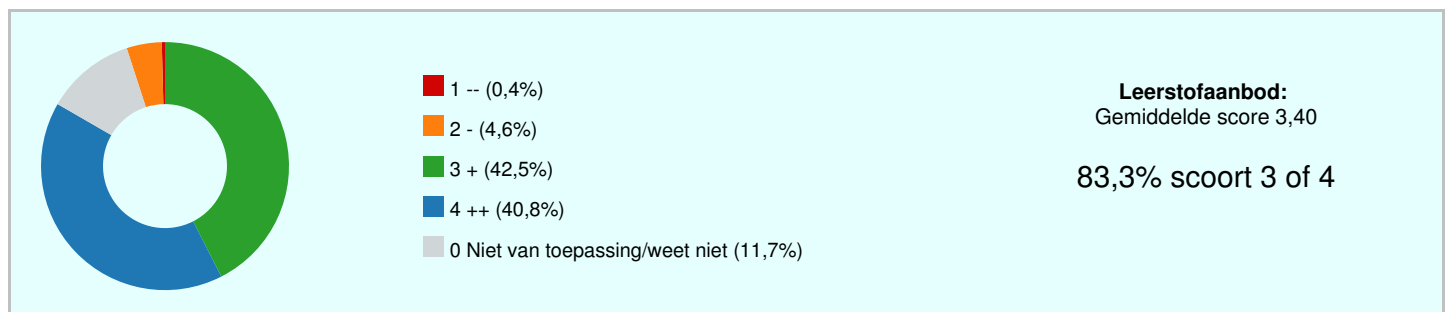 1 -- (0,4%)
2 - (4,6%)
3 + (42,5%)
4 ++ (40,8%)
0 Niet van toepassing/weet niet (11,7%)
Leerstofaanbod:
Gemiddelde score 3,40
83,3% scoort 3 of 4